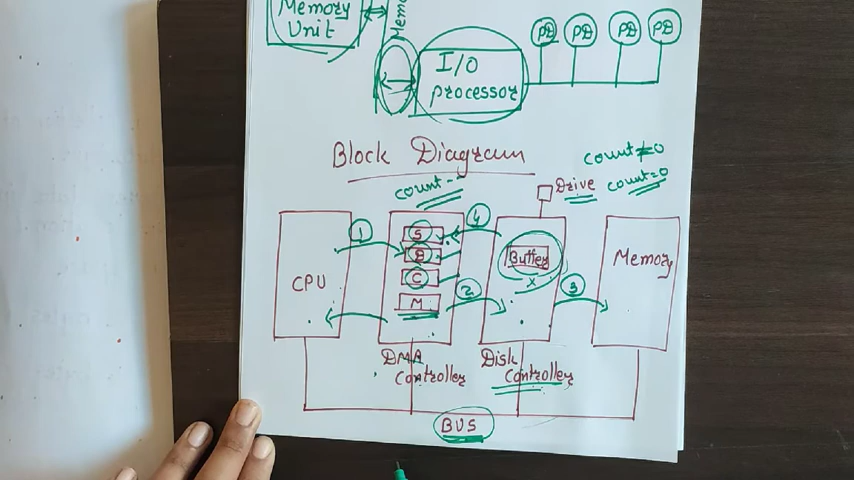 Memory
Unit
Memo
I/O
processor
PD PD PD PD
Block Diagram
count≠0
count=0
count--
Drive
1
4
S
D
C
M
2
3
CPU
Buffer
x
Memory
DMA
Controller
Disk
Controller
BUS